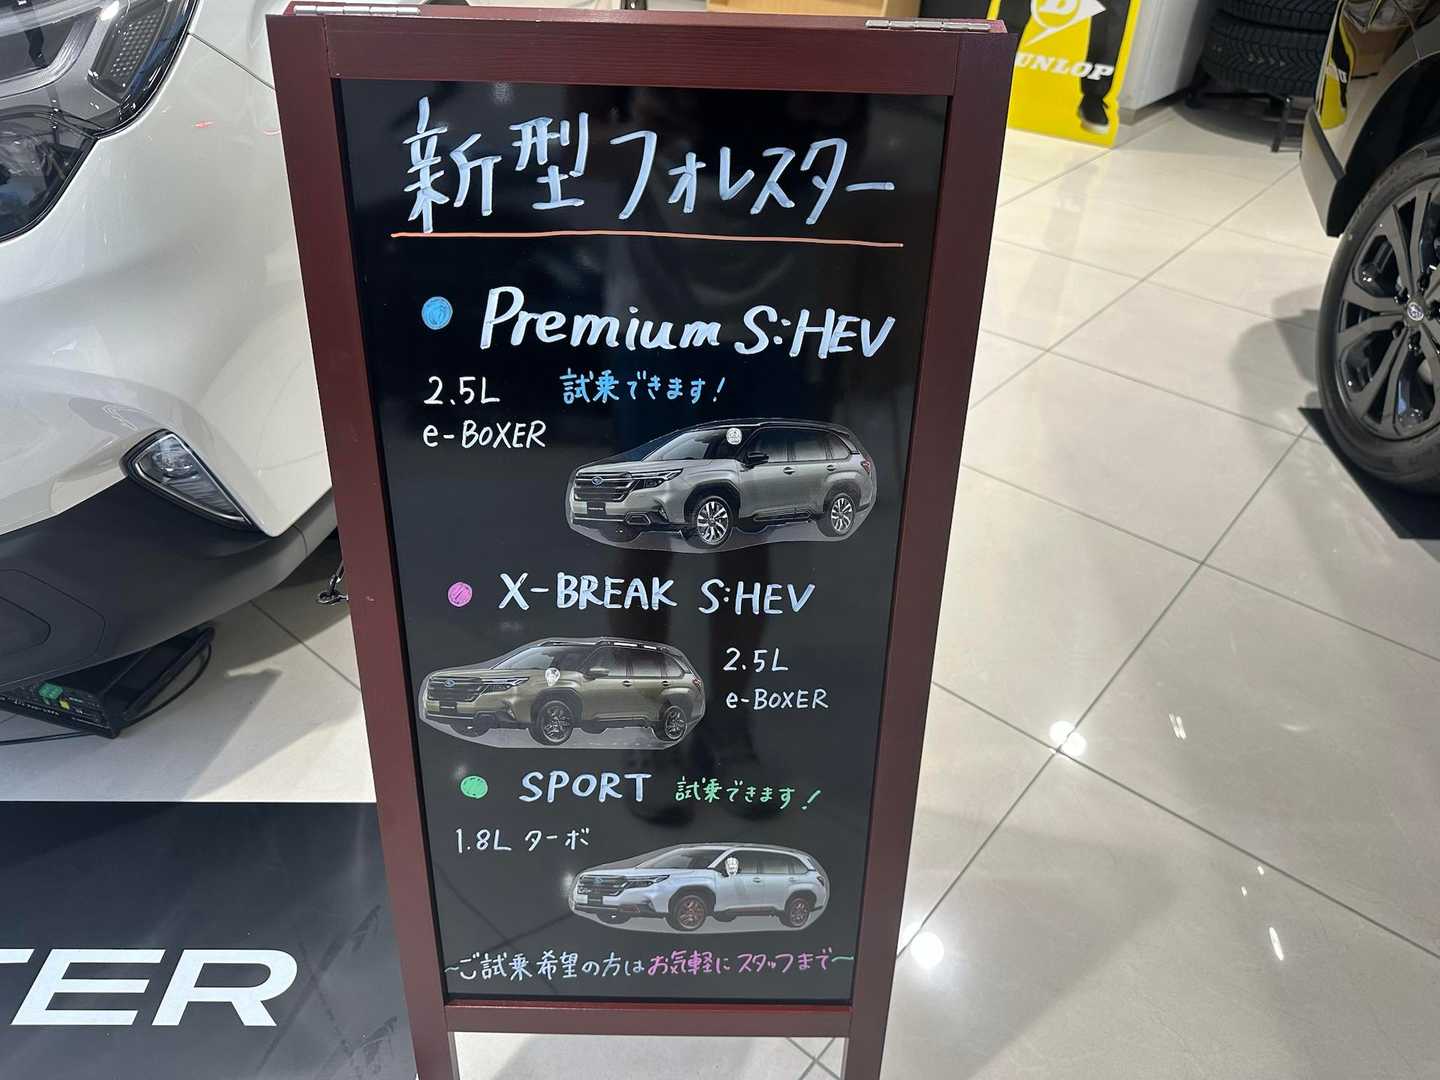 新型フォレスター
Premium S:HEV
2.5L 試乗できます!
e-BOXER
X-BREAK S:HEV
2.5L
e-BOXER
SPORT 試乗できます!
1.8L ターボ
~ご試乗希望の方はお気軽にスタッフまで~
DUNLOP
TER